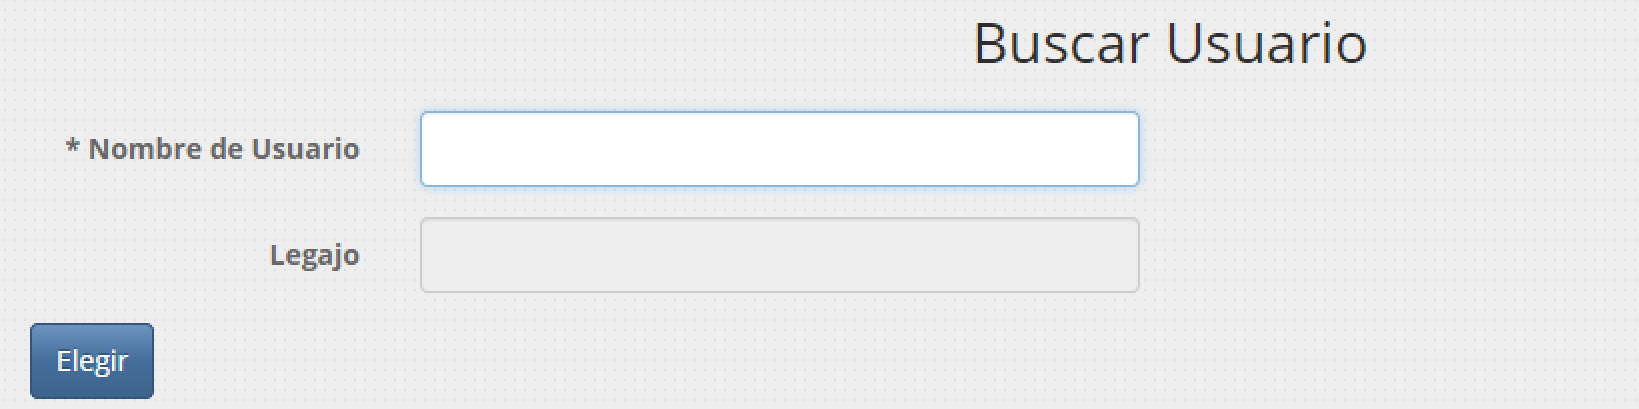 Buscar Usuario
* Nombre de Usuario
Legajo
Elegir